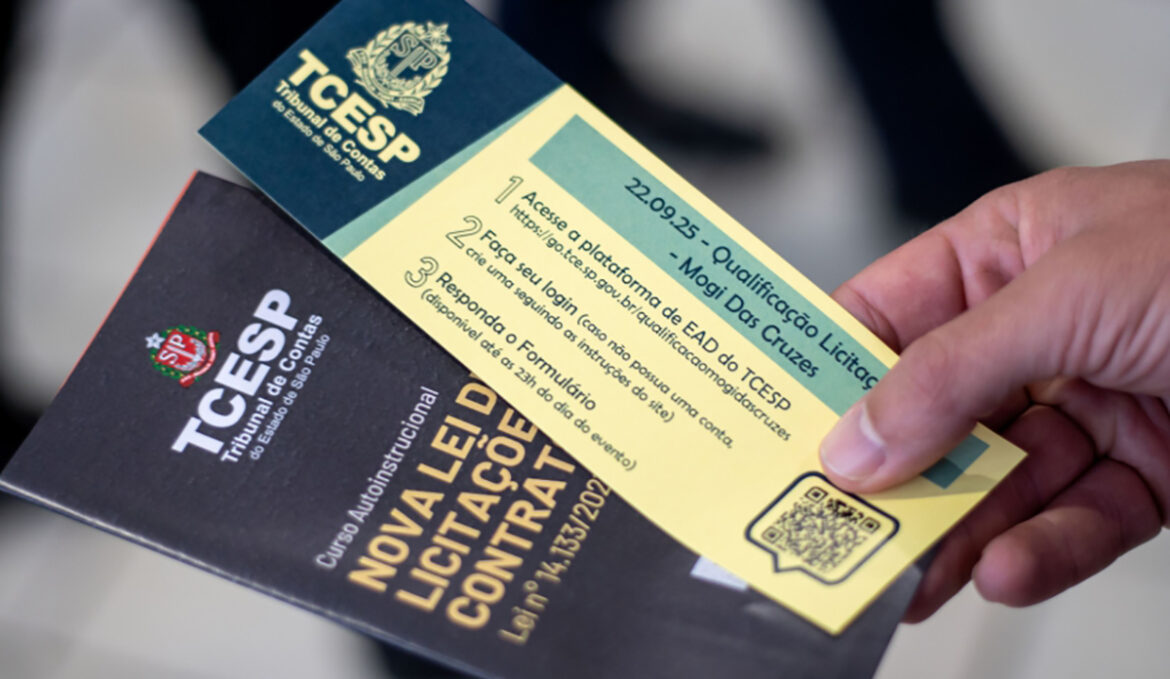 SP
TCESP
Tribunal de Contas
do Estado de São Paulo
22.09.25 - Qualificação Licitaç
- Mogi Das Cruzes
1 Acesse a plataforma de EAD do TCESP
https://go.tce.sp.gov.br/qualificacaomogidascruzes
2 Faça seu login (caso não possua uma conta,
crie uma seguindo as instruções do site)
3 Responda o Formulário
(disponível até as 23h do dia do evento)
SP
TCESP
Tribunal de Contas
do Estado de São Paulo
Curso Autoinstrucional
NOVA LEI D
LICITAÇÕE
CONTRAT
Lei nº 14.133/202